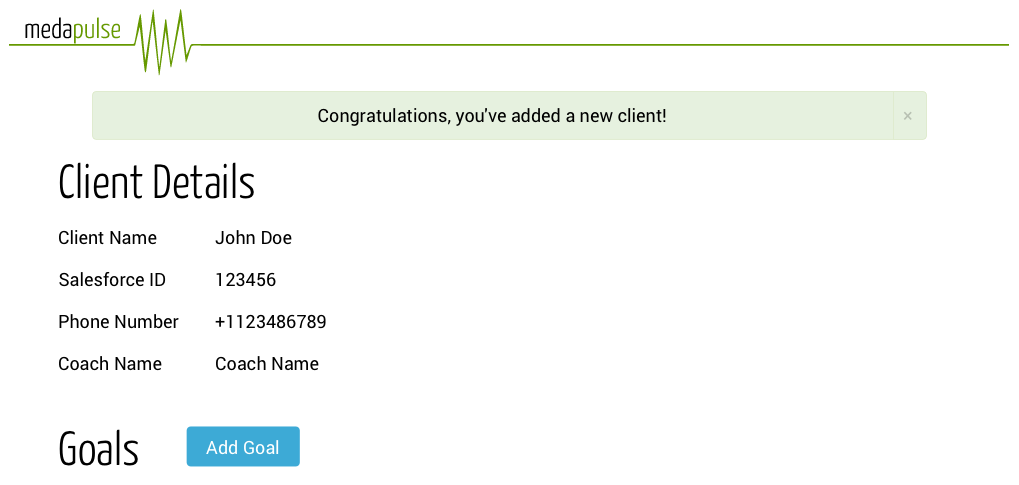 medapulse
Congratulations, you've added a new client! ×
Client Details
Client Name John Doe
Salesforce ID 123456
Phone Number +1123486789
Coach Name Coach Name
Goals Add Goal